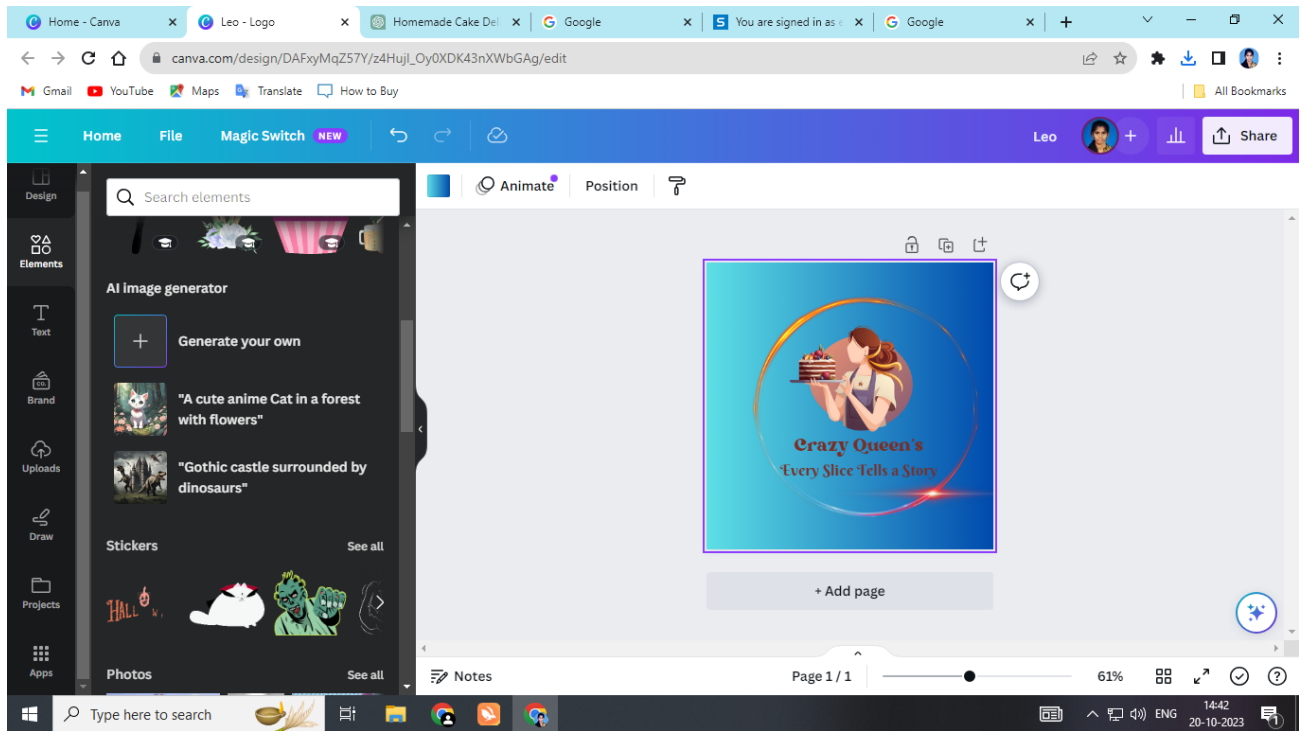 Home - Canva
Leo - Logo
Homemade Cake Del
Google
You are signed in as e
Google
canva.com/design/DAFxyMqZ57Y/z4HujI_Oy0XDK43nXWbGAg/edit
Gmail
YouTube
Maps
Translate
How to Buy
All Bookmarks
Home
File
Magic Switch NEW
Leo
Share
Design
Elements
Text
Brand
Uploads
Draw
Projects
Apps
Search elements
AI image generator
Generate your own
"A cute anime Cat in a forest
with flowers"
"Gothic castle surrounded by
dinosaurs"
Stickers
See all
Photos
See all
Animate
Position
Crazy Queen's
Every Slice Tells a Story
+ Add page
Notes
Page 1 / 1
61%
Type here to search
ENG
14:42
20-10-2023